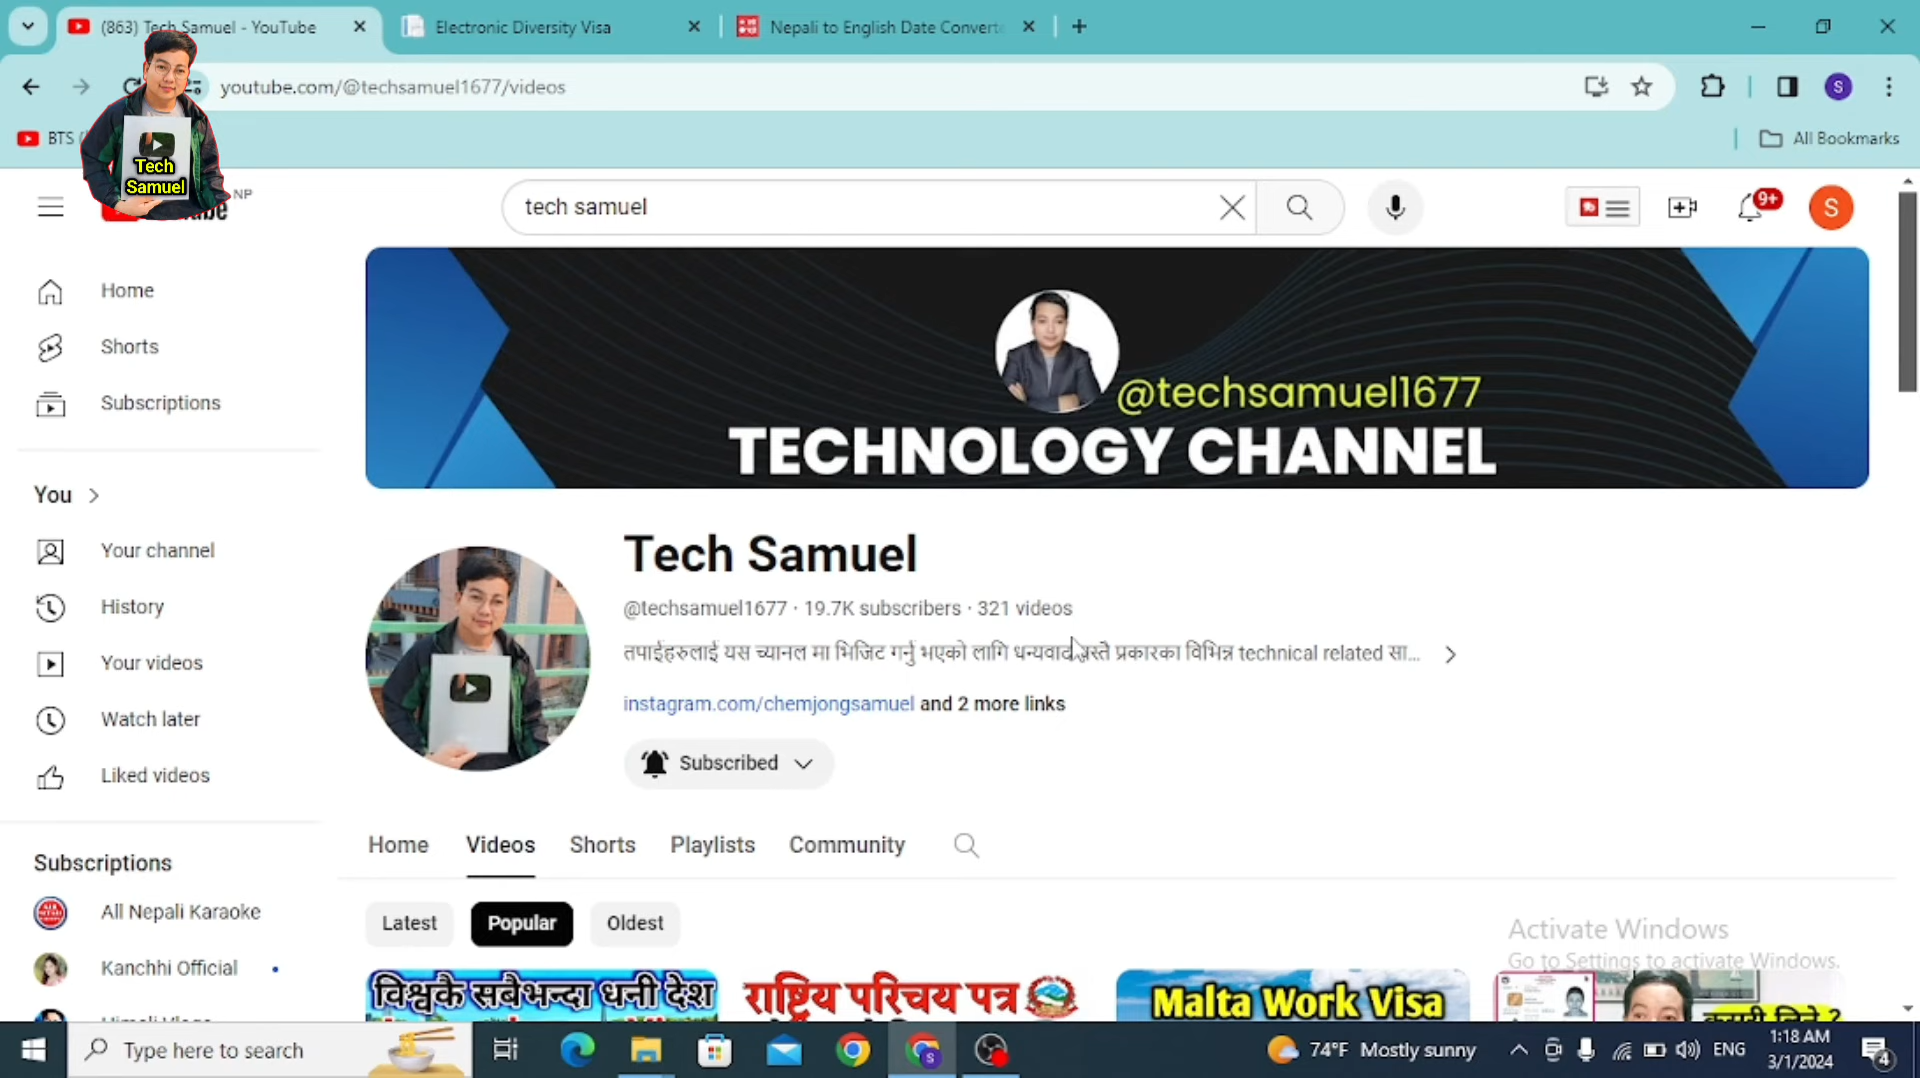 (863) Tech Samuel - YouTube
Electronic Diversity Visa
Nepali to English Date Converte
youtube.com/@techsamuel1677/videos
S
BTS
All Bookmarks
Tech
Samuel
NP
tech samuel
9+
S
Home
Shorts
Subscriptions
You
Your channel
History
Your videos
Watch later
Liked videos
Subscriptions
All Nepali Karaoke
Kanchhi Official
@techsamuel1677
TECHNOLOGY CHANNEL
Tech Samuel
@techsamuel1677 · 19.7K subscribers · 321 videos
तपाईहरुलाई यस च्यानल मा भिजिट गर्नु भएको लागि धन्यवाद यस्तै प्रकारका विभिन्न technical related सा...
instagram.com/chemjongsamuel and 2 more links
Subscribed
Home
Videos
Shorts
Playlists
Community
Latest
Popular
Oldest
विश्वकै सबैभन्दा धनी देश
राष्ट्रिय परिचय पत्र
Malta Work Visa
Activate Windows
Go to Settings to activate Windows.
Type here to search
S
74°F Mostly sunny
ENG
1:18 AM
3/1/2024
4